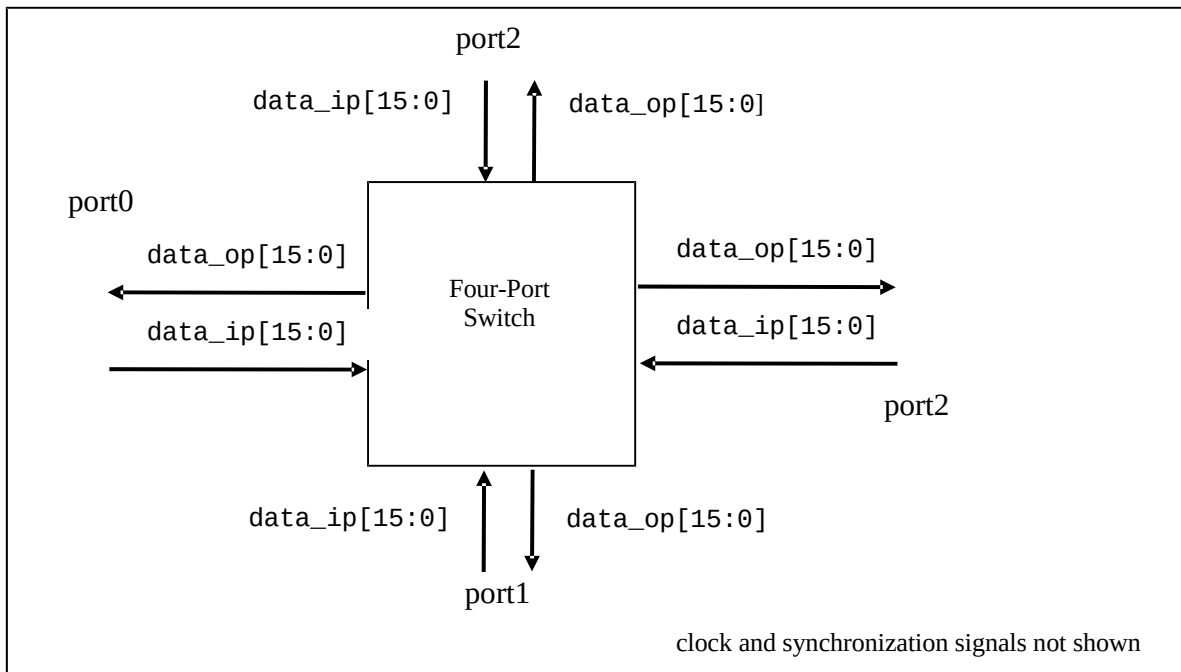 port2
data_ip[15:0]
data_op[15:0]
port0
data_op[15:0]
data_op[15:0]
Four-Port
Switch
data_ip[15:0]
data_ip[15:0]
port2
data_ip[15:0]
data_op[15:0]
port1
clock and synchronization signals not shown